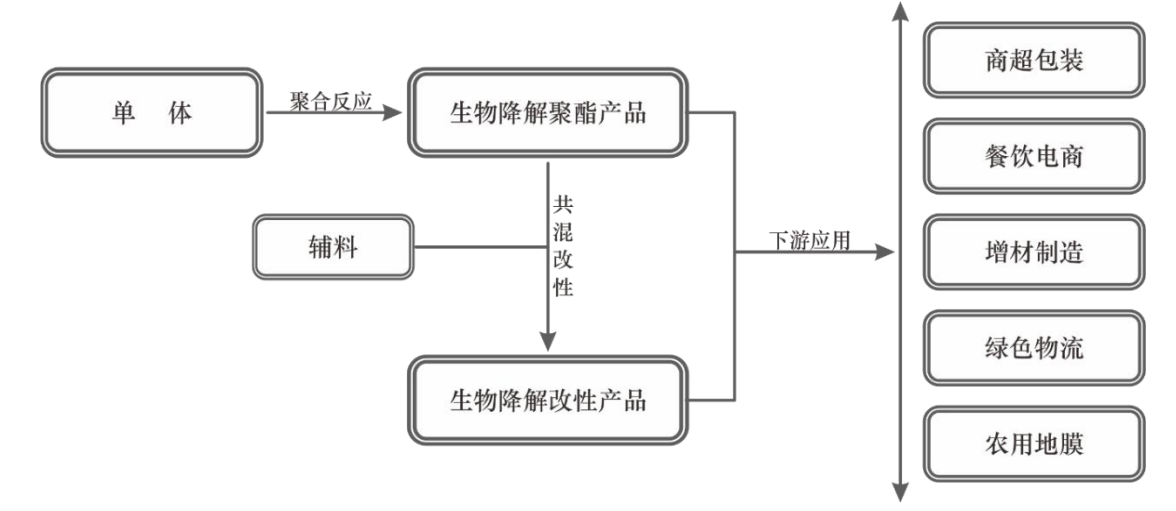 单 体
聚合反应
生物降解聚酯产品
辅料
共混改性
生物降解改性产品
下游应用
商超包装
餐饮电商
增材制造
绿色物流
农用地膜